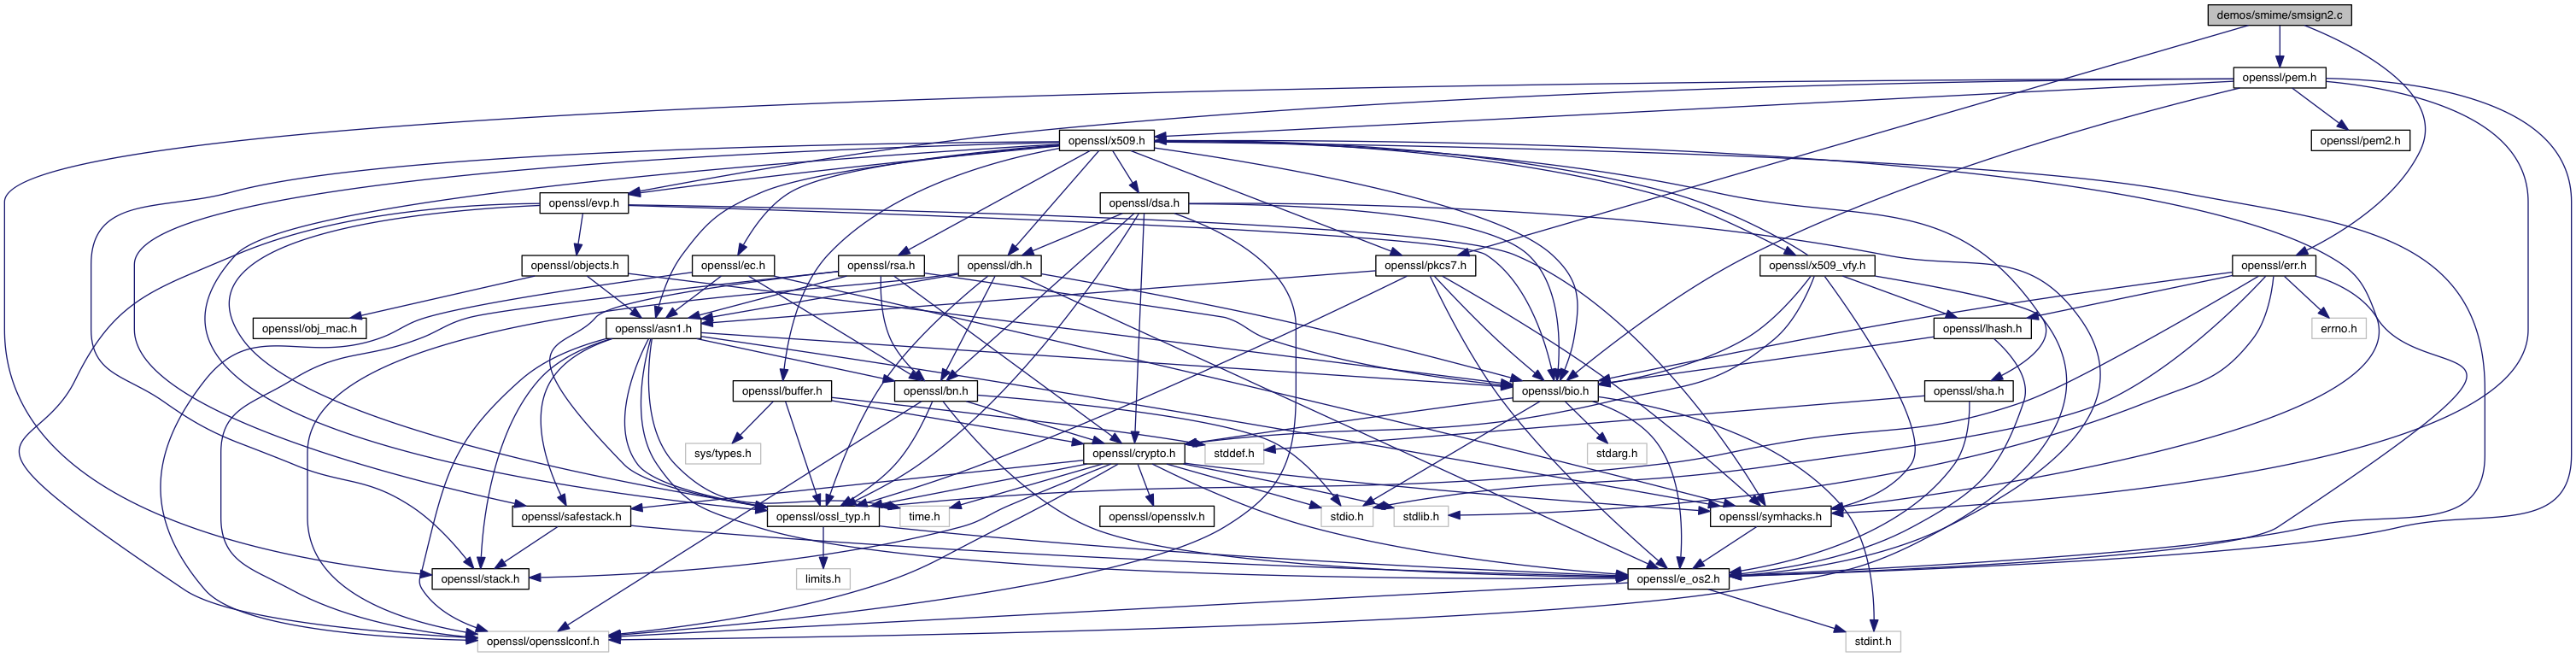 demos/smime/smsign2.c
openssl/pem.h
openssl/x509.h
openssl/pem2.h
openssl/evp.h
openssl/dsa.h
openssl/objects.h
openssl/ec.h
openssl/rsa.h
openssl/dh.h
openssl/pkcs7.h
openssl/x509_vfy.h
openssl/err.h
openssl/obj_mac.h
openssl/asn1.h
openssl/lhash.h
errno.h
openssl/buffer.h
openssl/bn.h
openssl/bio.h
openssl/sha.h
sys/types.h
openssl/crypto.h
stddef.h
stdarg.h
openssl/safestack.h
openssl/ossl_typ.h
time.h
openssl/opensslv.h
stdio.h
stdlib.h
openssl/symhacks.h
openssl/stack.h
limits.h
openssl/e_os2.h
openssl/opensslconf.h
stdint.h